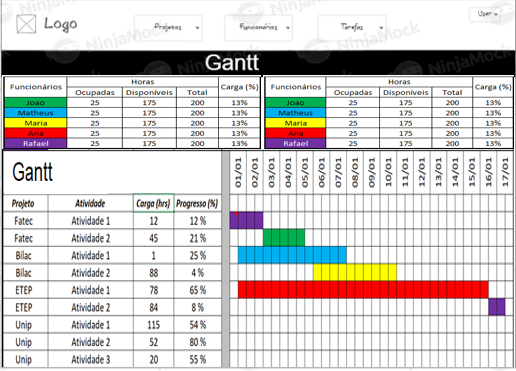 NinjaMock NinjaMock NinjaMock
Logo Projetos Funcionários Tarefas User
Gantt
Funcionários Horas Carga (%) Funcionários Horas Carga (%)
Ocupadas Disponíveis Total Ocupadas Disponíveis Total
Joao 25 175 200 13% Joao 25 175 200 13%
Matheus 25 175 200 13% Matheus 25 175 200 13%
Maria 25 175 200 13% Maria 25 175 200 13%
Ana 25 175 200 13% Ana 25 175 200 13%
Rafael 25 175 200 13% Rafael 25 175 200 13%
Gantt 01/01 02/01 03/01 04/01 05/01 06/01 07/01 08/01 09/01 10/01 11/01 12/01 13/01 14/01 15/01 16/01 17/01
Projeto Atividade Carga (hrs) Progresso (%)
Fatec Atividade 1 12 12 %
Fatec Atividade 2 45 21 %
Bilac Atividade 1 1 25 %
Bilac Atividade 2 88 4 %
ETEP Atividade 1 78 65 %
ETEP Atividade 2 84 8 %
Unip Atividade 1 115 54 %
Unip Atividade 2 52 80 %
Unip Atividade 3 20 55 %